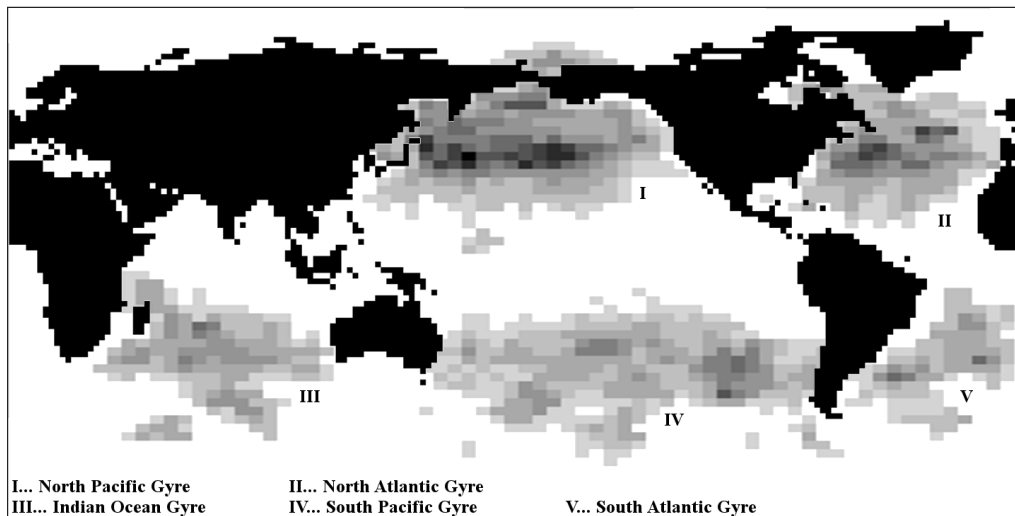 I
II
III
IV
V
I... North Pacific Gyre II... North Atlantic Gyre
III... Indian Ocean Gyre IV... South Pacific Gyre V... South Atlantic Gyre